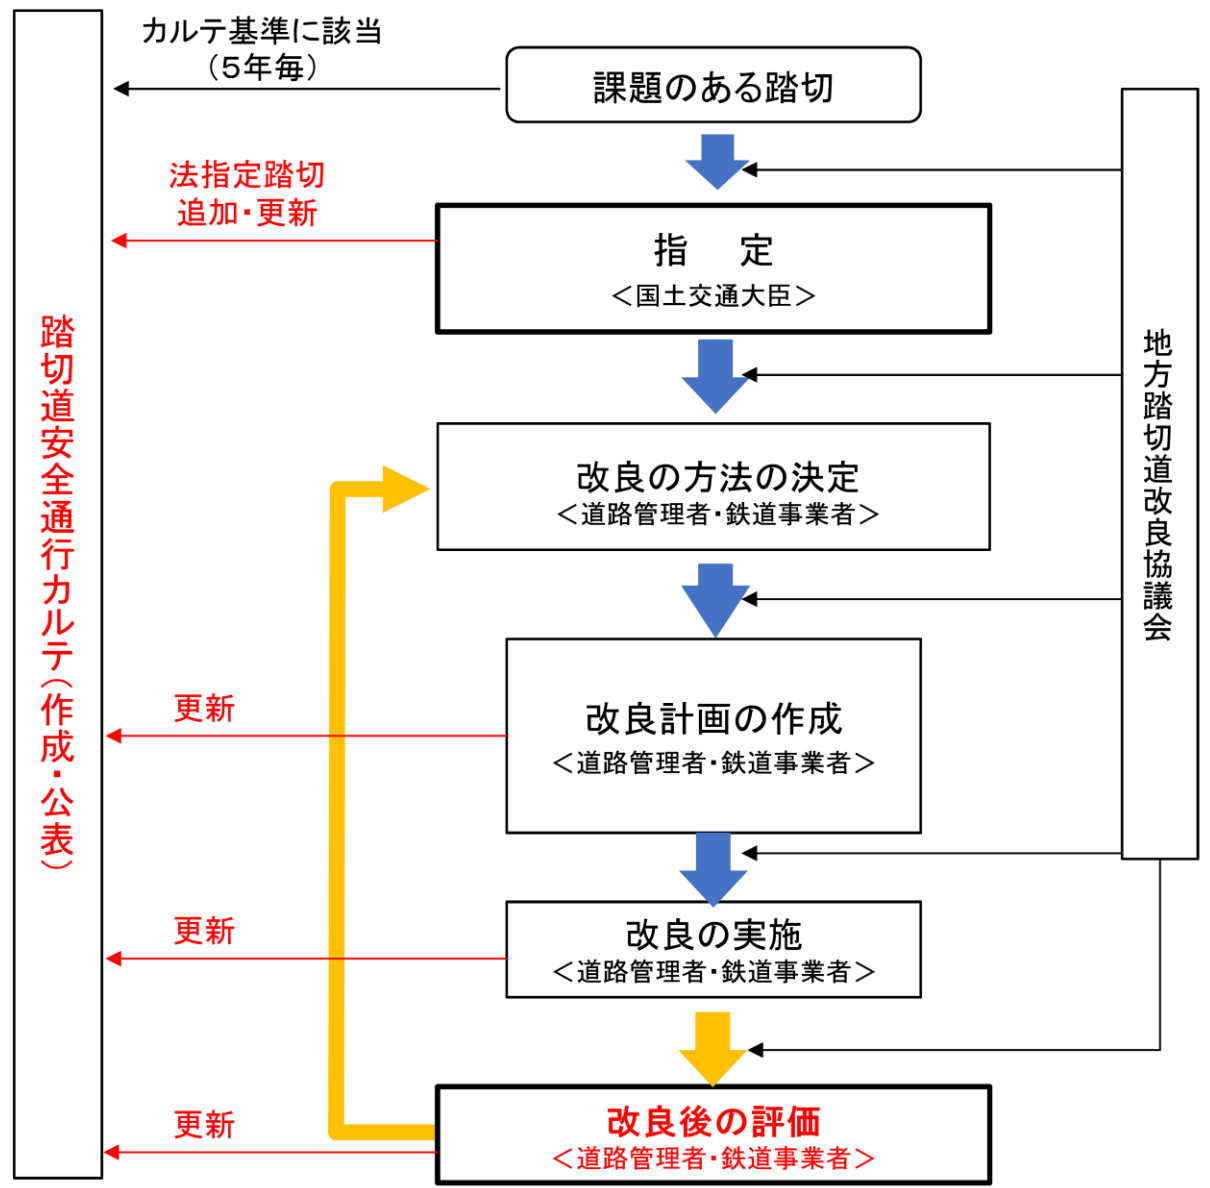 カルテ基準に該当
（５年毎）
課題のある踏切
法指定踏切
追加・更新
指　定
＜国土交通大臣＞
改良の方法の決定
＜道路管理者・鉄道事業者＞
更新
改良計画の作成
＜道路管理者・鉄道事業者＞
更新
改良の実施
＜道路管理者・鉄道事業者＞
更新
改良後の評価
＜道路管理者・鉄道事業者＞
踏切道安全通行カルテ（作成・公表）
地方踏切道改良協議会